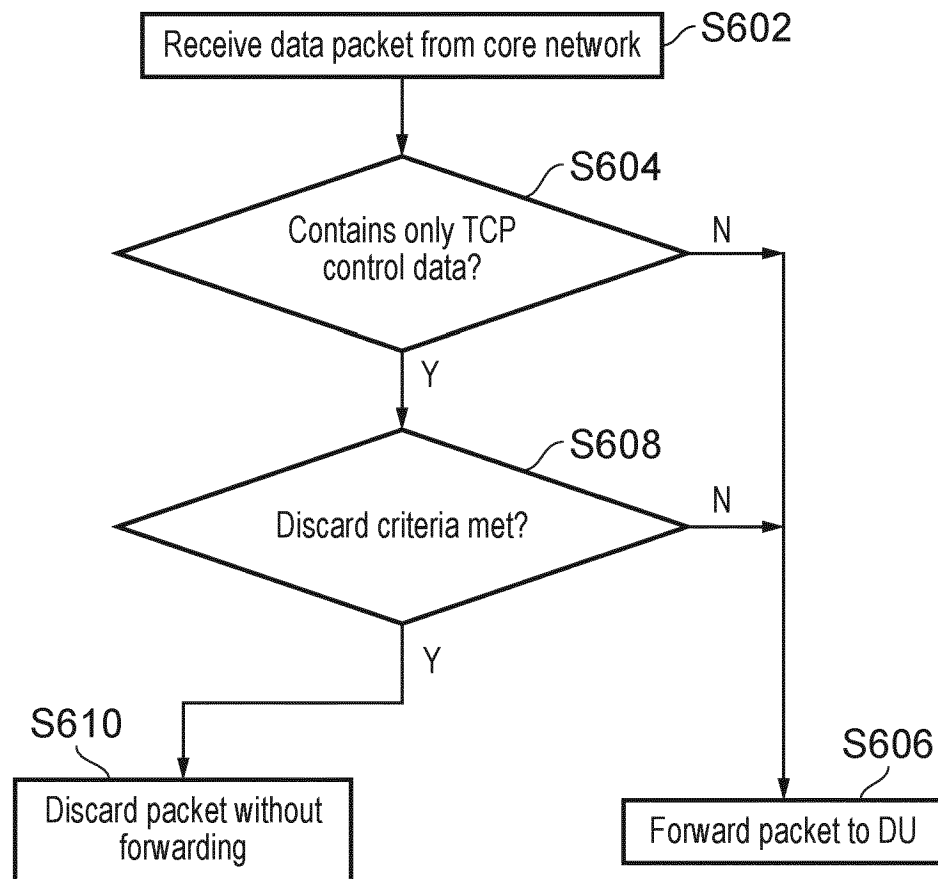 Receive data packet from core network
S602
S604
Contains only TCP
control data?
N
Y
S608
Discard criteria met?
N
Y
S610
Discard packet without
forwarding
S606
Forward packet to DU